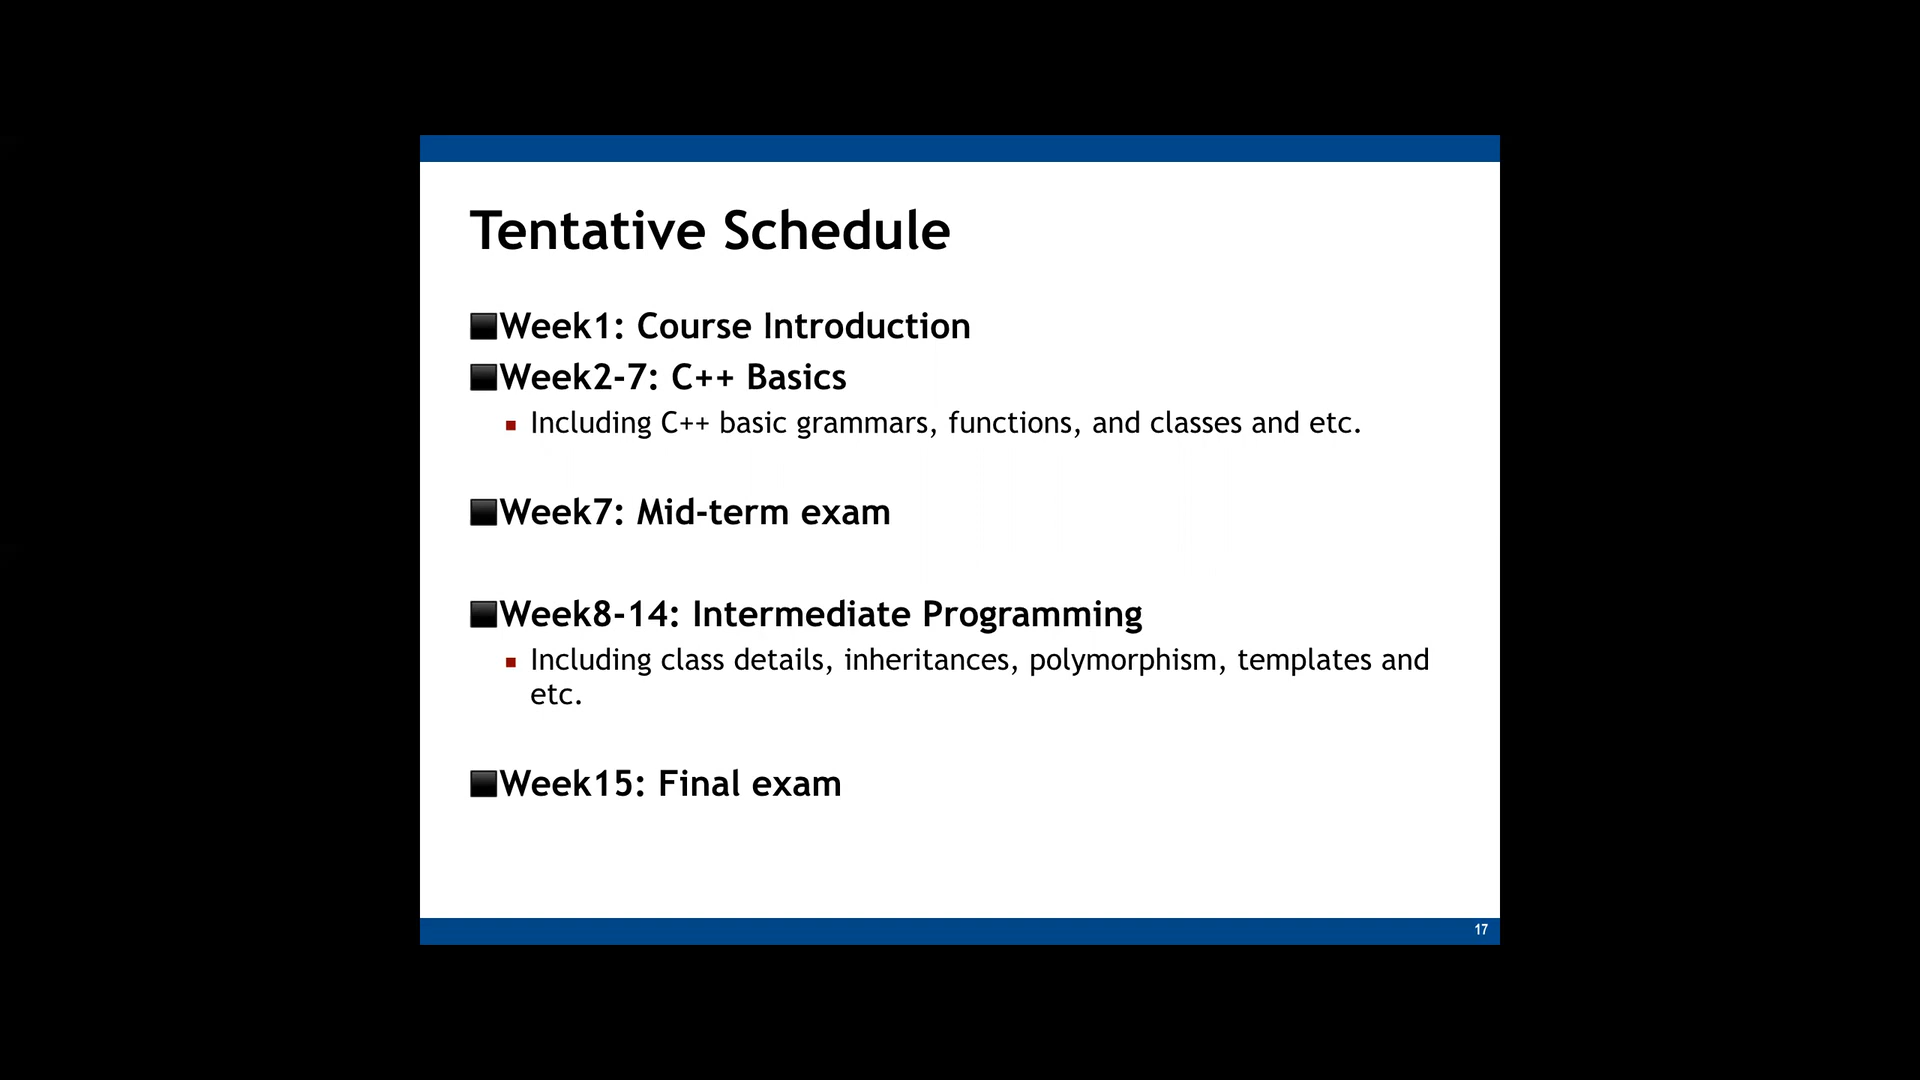 Tentative Schedule
Week1: Course Introduction
Week2-7: C++ Basics
Including C++ basic grammars, functions, and classes and etc.
Week7: Mid-term exam
Week8-14: Intermediate Programming
Including class details, inheritances, polymorphism, templates and
etc.
Week15: Final exam
17